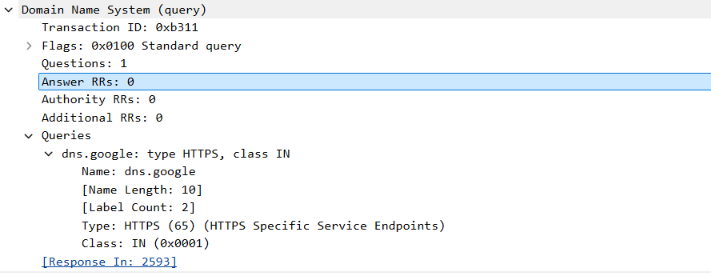 Domain Name System (query)
Transaction ID: 0xb311
Flags: 0x0100 Standard query
Questions: 1
Answer RRs: 0
Authority RRs: 0
Additional RRs: 0
Queries
dns.google: type HTTPS, class IN
Name: dns.google
[Name Length: 10]
[Label Count: 2]
Type: HTTPS (65) (HTTPS Specific Service Endpoints)
Class: IN (0x0001)
[Response In: 2593]